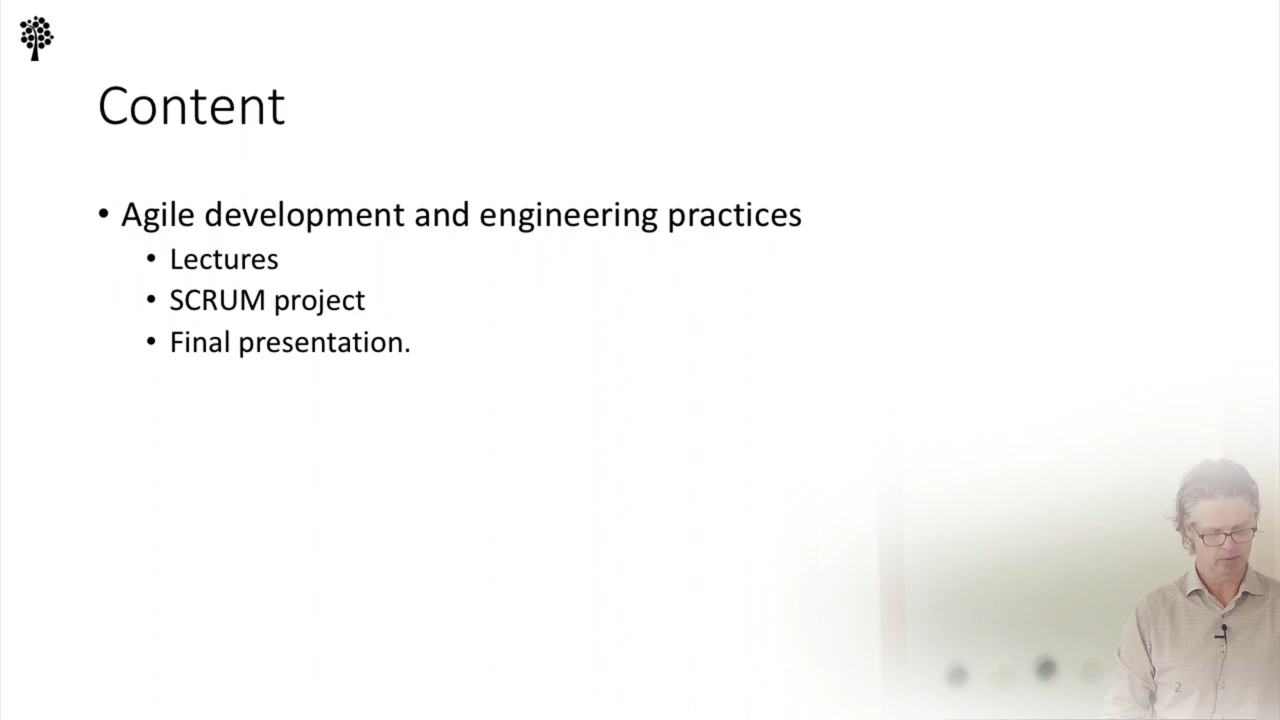 Content
• Agile development and engineering practices
• Lectures
• SCRUM project
• Final presentation.
2